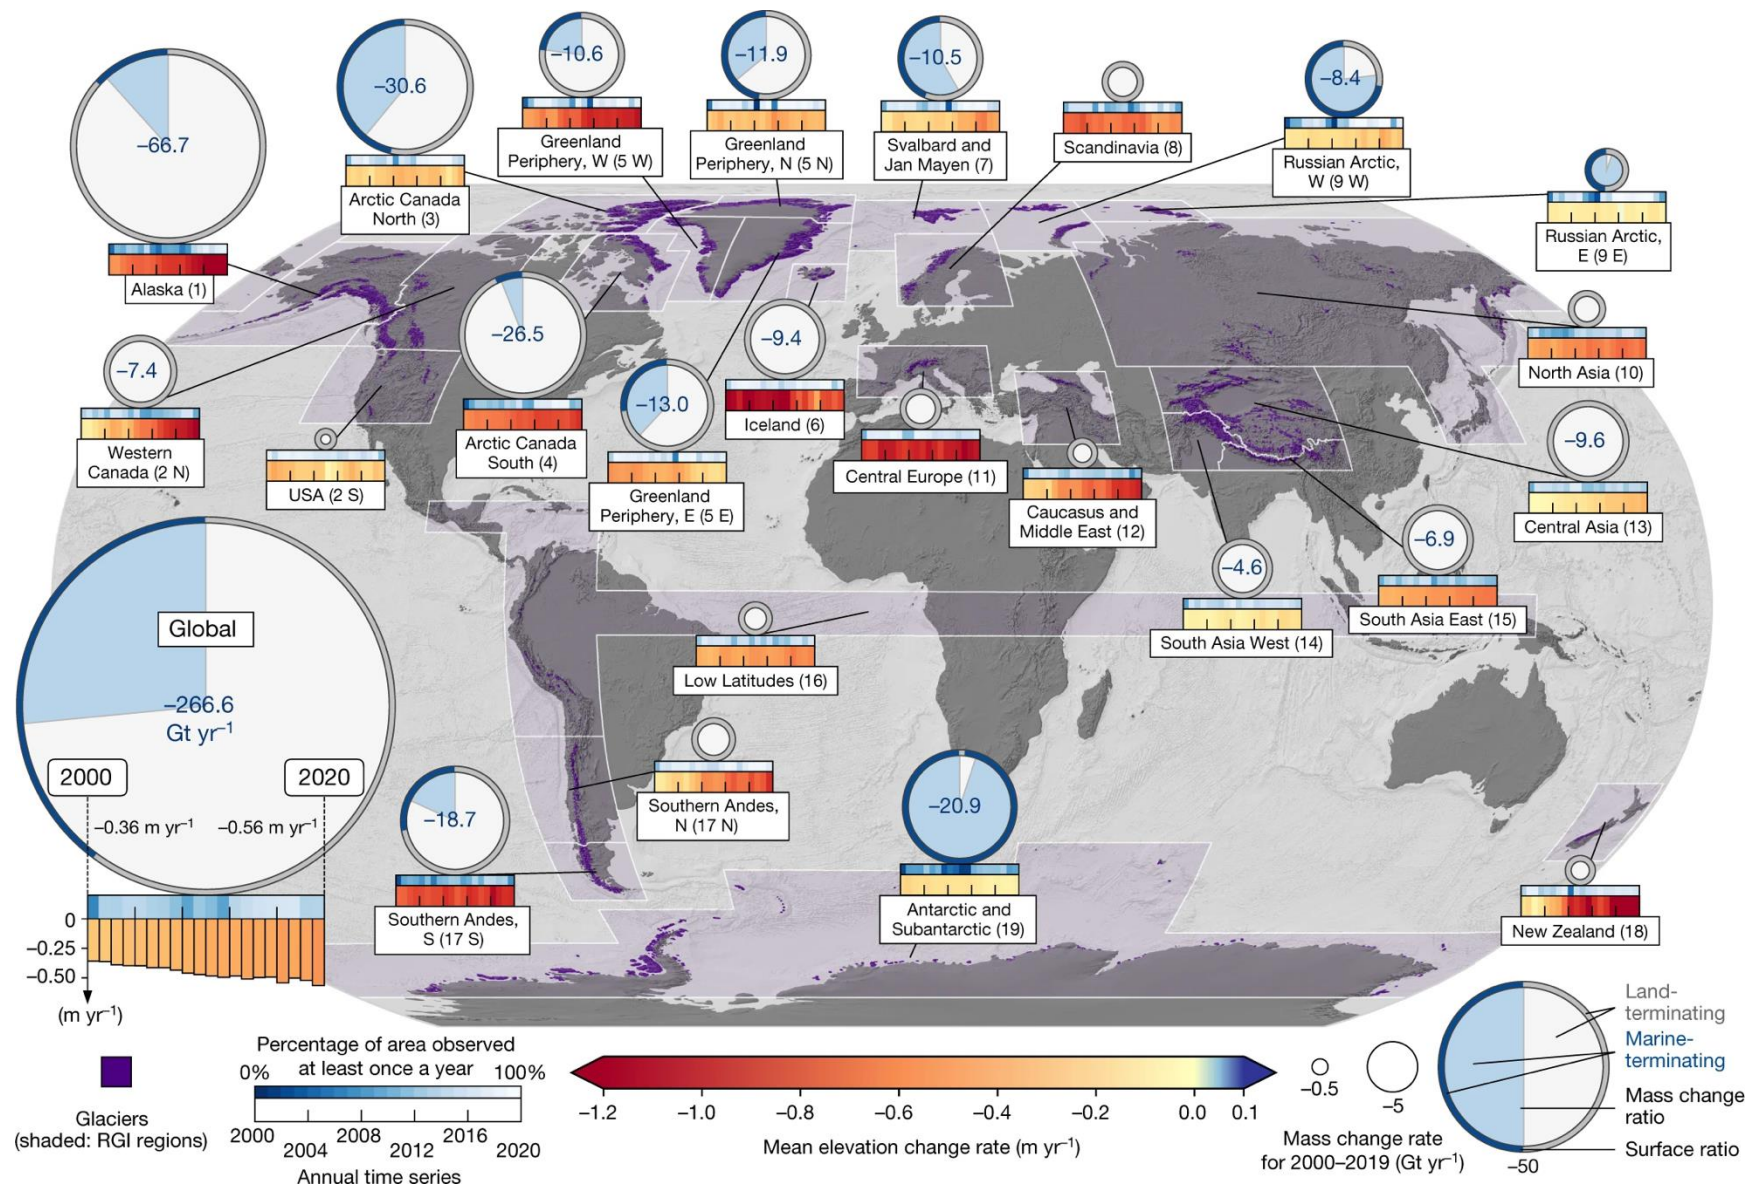 −66.7
Alaska (1)
−30.6
Arctic Canada
North (3)
−10.6
Greenland
Periphery, W (5 W)
−11.9
Greenland
Periphery, N (5 N)
−10.5
Svalbard and
Jan Mayen (7)
Scandinavia (8)
−8.4
Russian Arctic,
W (9 W)
Russian Arctic,
E (9 E)
−7.4
Western
Canada (2 N)
USA (2 S)
−26.5
Arctic Canada
South (4)
−13.0
Greenland
Periphery, E (5 E)
−9.4
Iceland (6)
Central Europe (11)
Caucasus and
Middle East (12)
North Asia (10)
−9.6
Central Asia (13)
−4.6
South Asia West (14)
−6.9
South Asia East (15)
Low Latitudes (16)
Southern Andes,
N (17 N)
−18.7
Southern Andes,
S (17 S)
−20.9
Antarctic and
Subantarctic (19)
New Zealand (18)
Global
−266.6
Gt yr⁻¹
2000
2020
−0.36 m yr⁻¹
−0.56 m yr⁻¹
0
−0.25
−0.50
(m yr⁻¹)
Glaciers
(shaded: RGI regions)
Percentage of area observed
0% at least once a year 100%
2000 2008 2016
2004 2012 2020
Annual time series
−1.2 −1.0 −0.8 −0.6 −0.4 −0.2 0.0 0.1
Mean elevation change rate (m yr⁻¹)
−0.5
−5
−50
Mass change rate
for 2000–2019 (Gt yr⁻¹)
Land-
terminating
Marine-
terminating
Mass change
ratio
Surface ratio